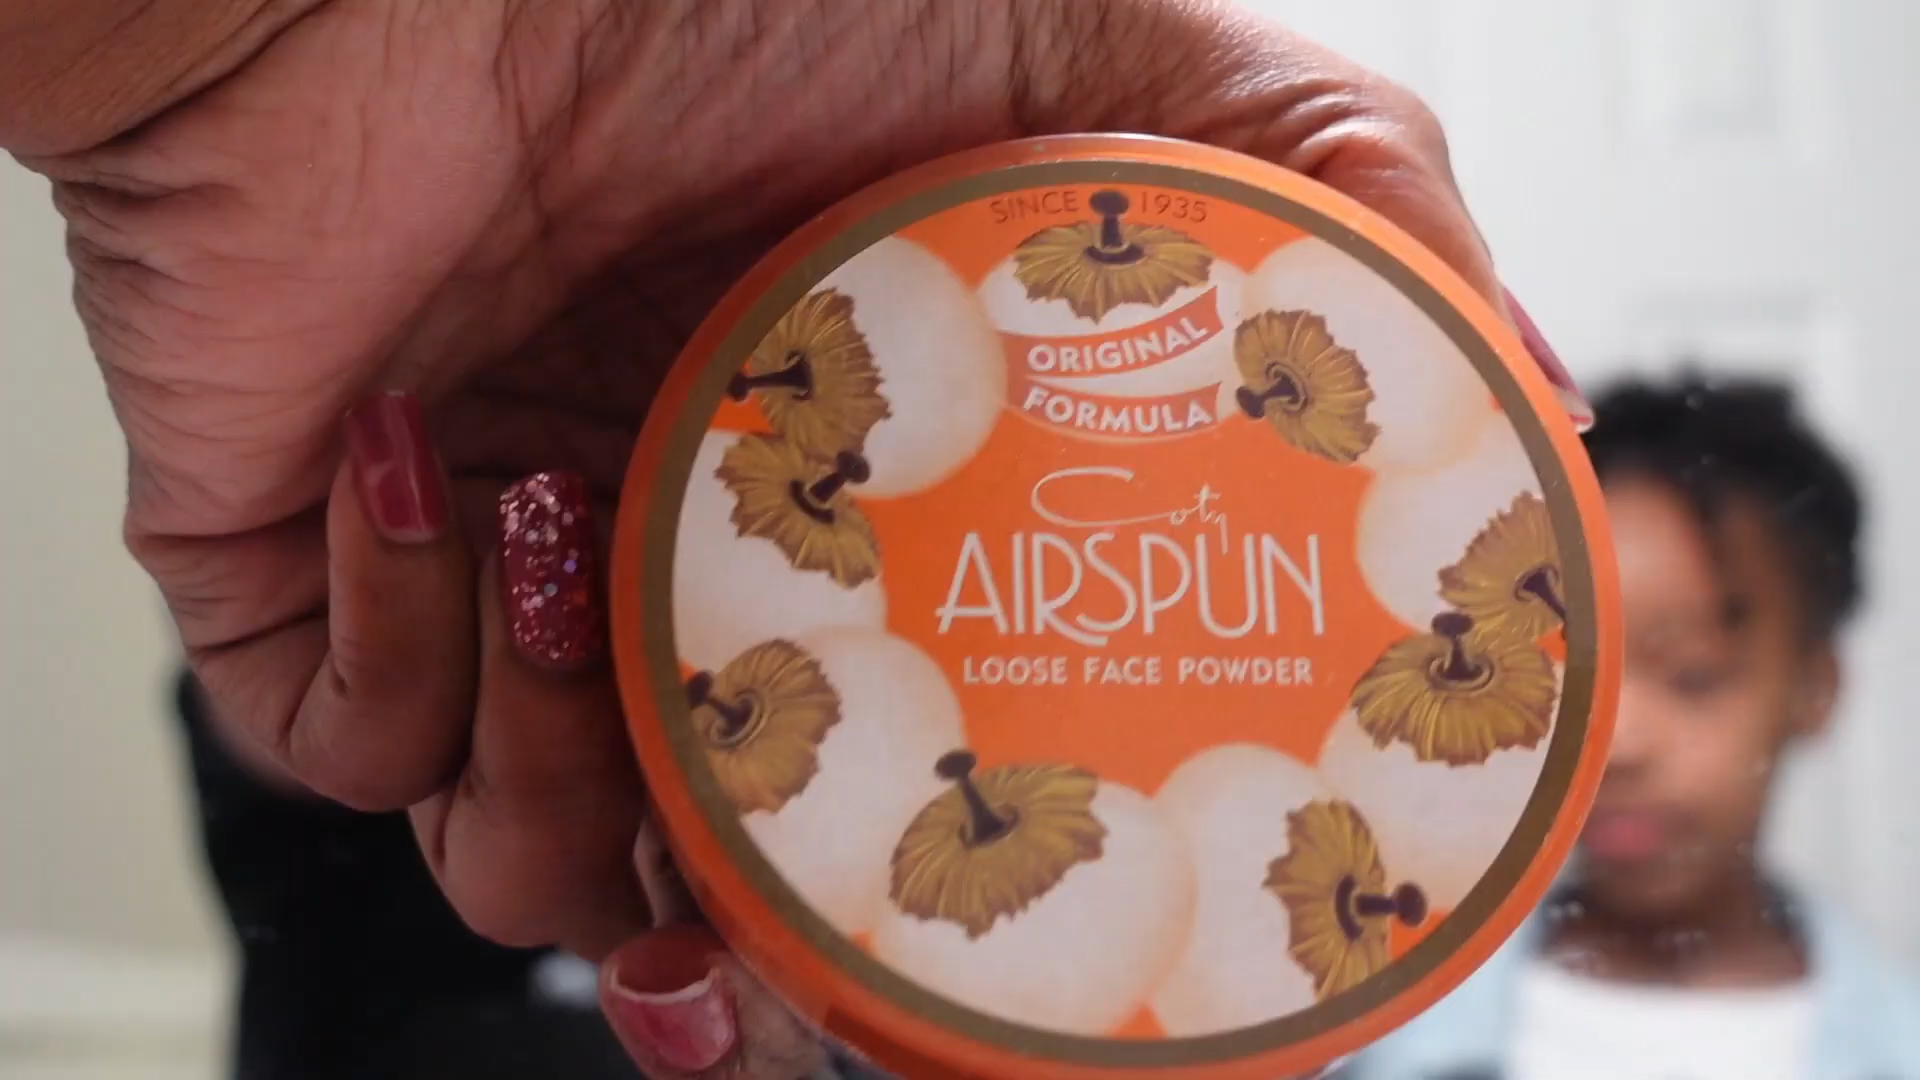 SINCE 1935
ORIGINAL
FORMULA
Coty
AIRSPUN
LOOSE FACE POWDER